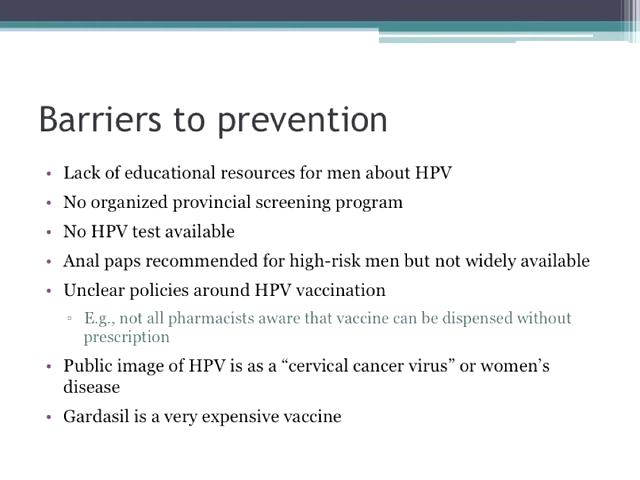 Barriers to prevention
• Lack of educational resources for men about HPV
• No organized provincial screening program
• No HPV test available
• Anal paps recommended for high-risk men but not widely available
• Unclear policies around HPV vaccination
▫ E.g., not all pharmacists aware that vaccine can be dispensed without
prescription
• Public image of HPV is as a “cervical cancer virus” or women’s
disease
• Gardasil is a very expensive vaccine